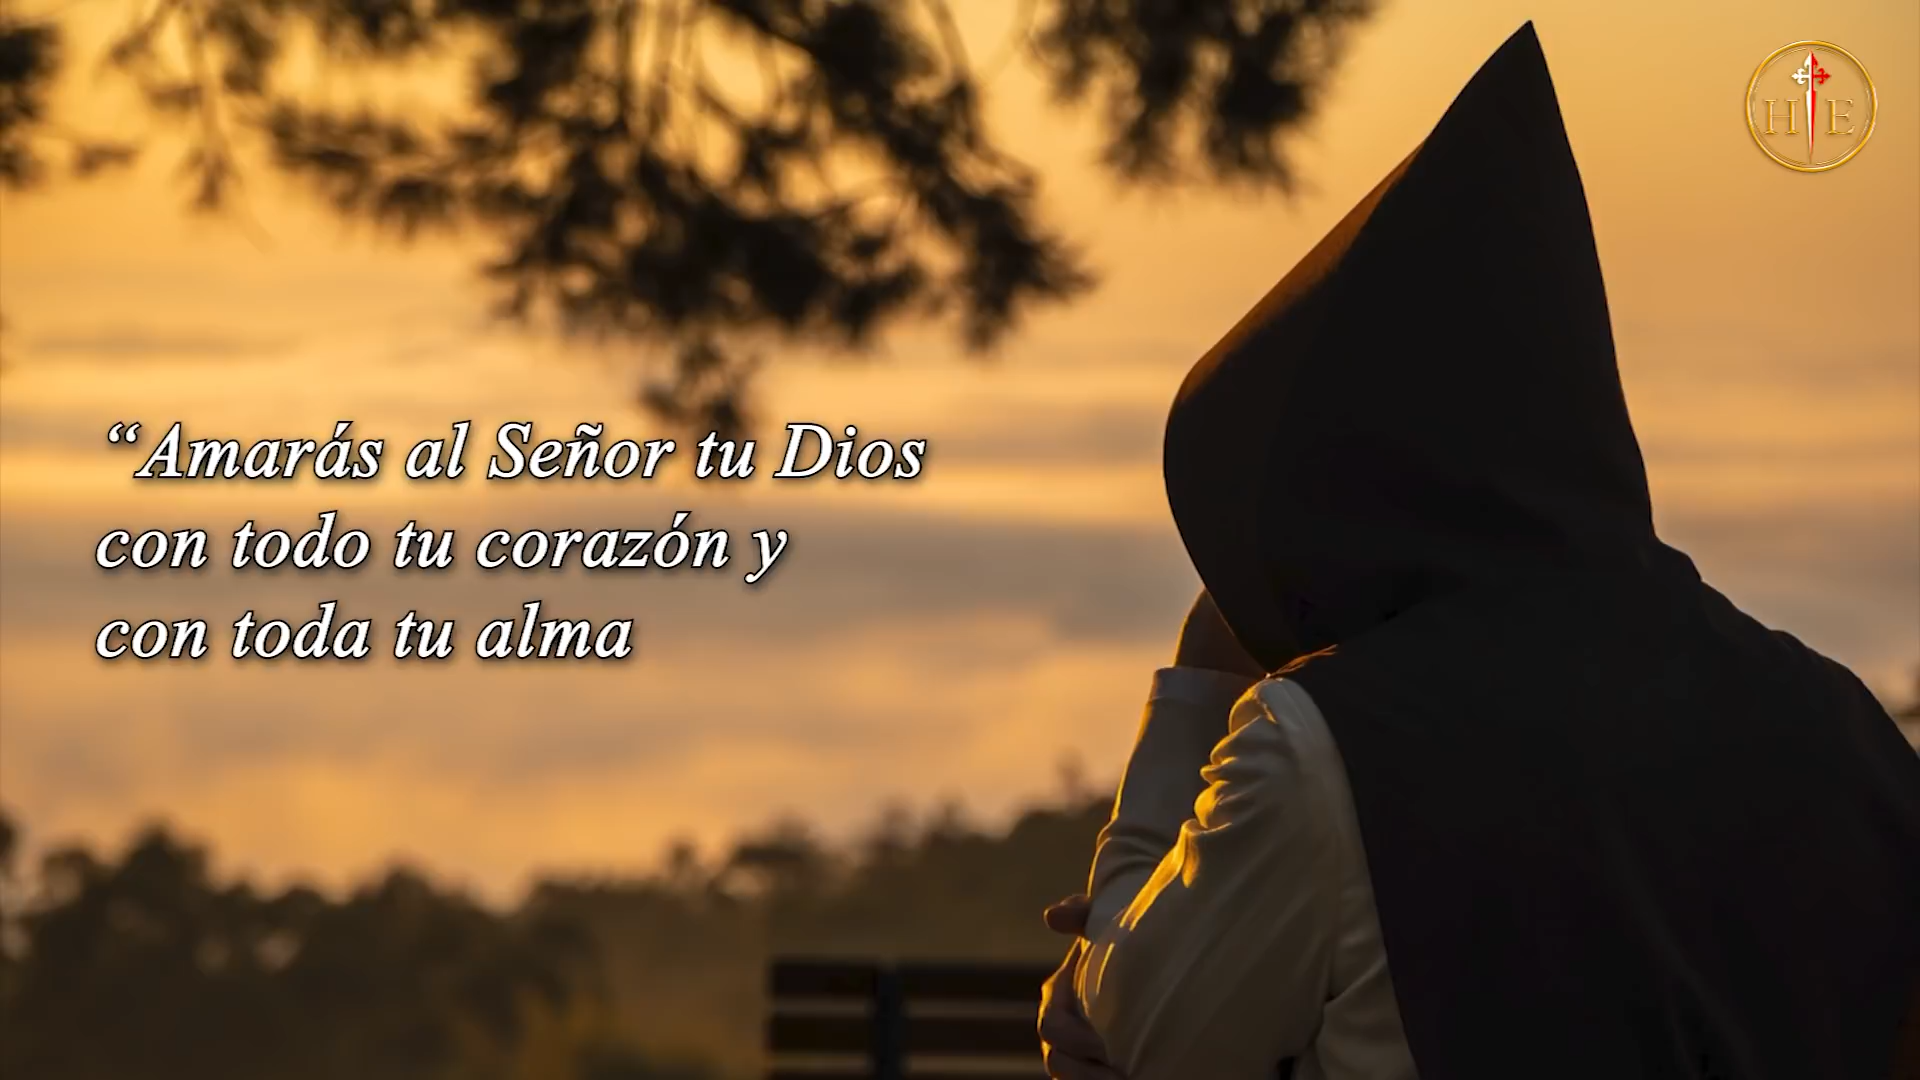 “Amarás al Señor tu Dios
con todo tu corazón y
con toda tu alma
H E